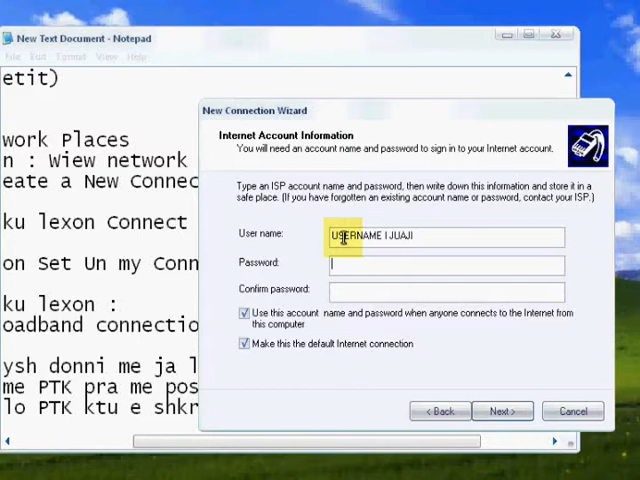 New Text Document - Notepad
File Edit Format View Help
etit)
work Places
n : Wiew network
eate a New Connec
ku lexon Connect
on Set Un my Conn
ku lexon :
oadband connectio
ysh donni me ja l
me PTK pra me pos
lo PTK ktu e shkr
New Connection Wizard
Internet Account Information
You will need an account name and password to sign in to your Internet account.
Type an ISP account name and password, then write down this information and store it in a
safe place. (If you have forgotten an existing account name or password, contact your ISP.)
User name: USERNAME I JUAJI
Password:
Confirm password:
Use this account name and password when anyone connects to the Internet from
this computer
Make this the default Internet connection
< Back Next > Cancel